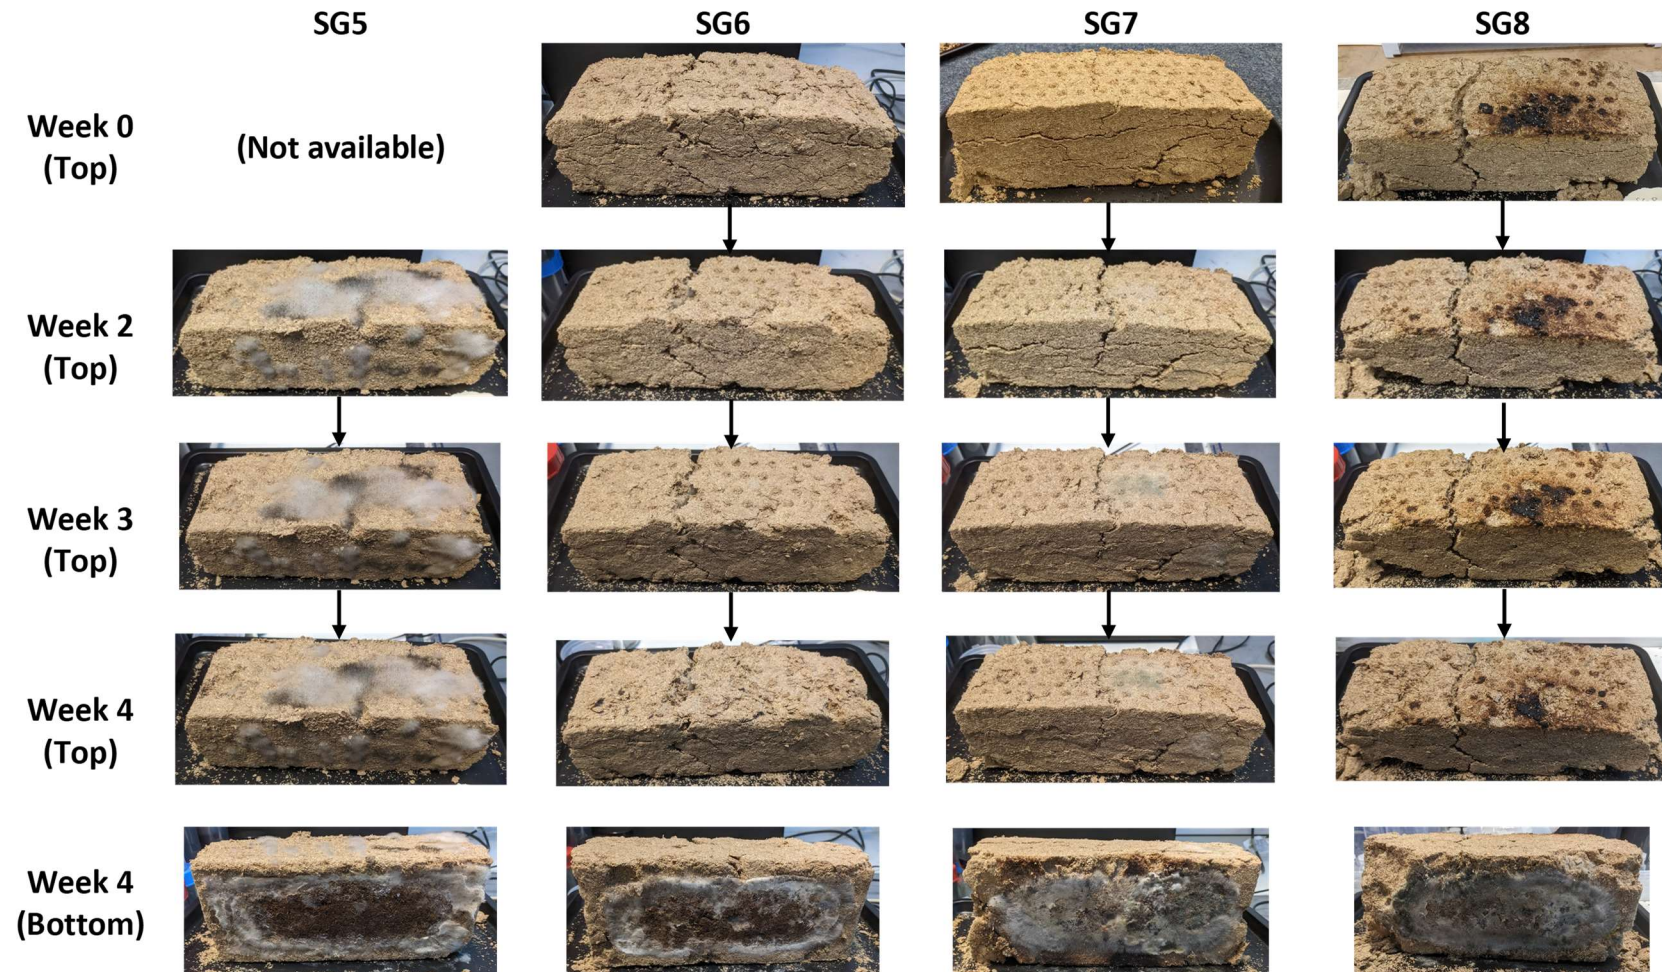 SG5 SG6 SG7 SG8
Week 0
(Top)
(Not available)
Week 2
(Top)
Week 3
(Top)
Week 4
(Top)
Week 4
(Bottom)